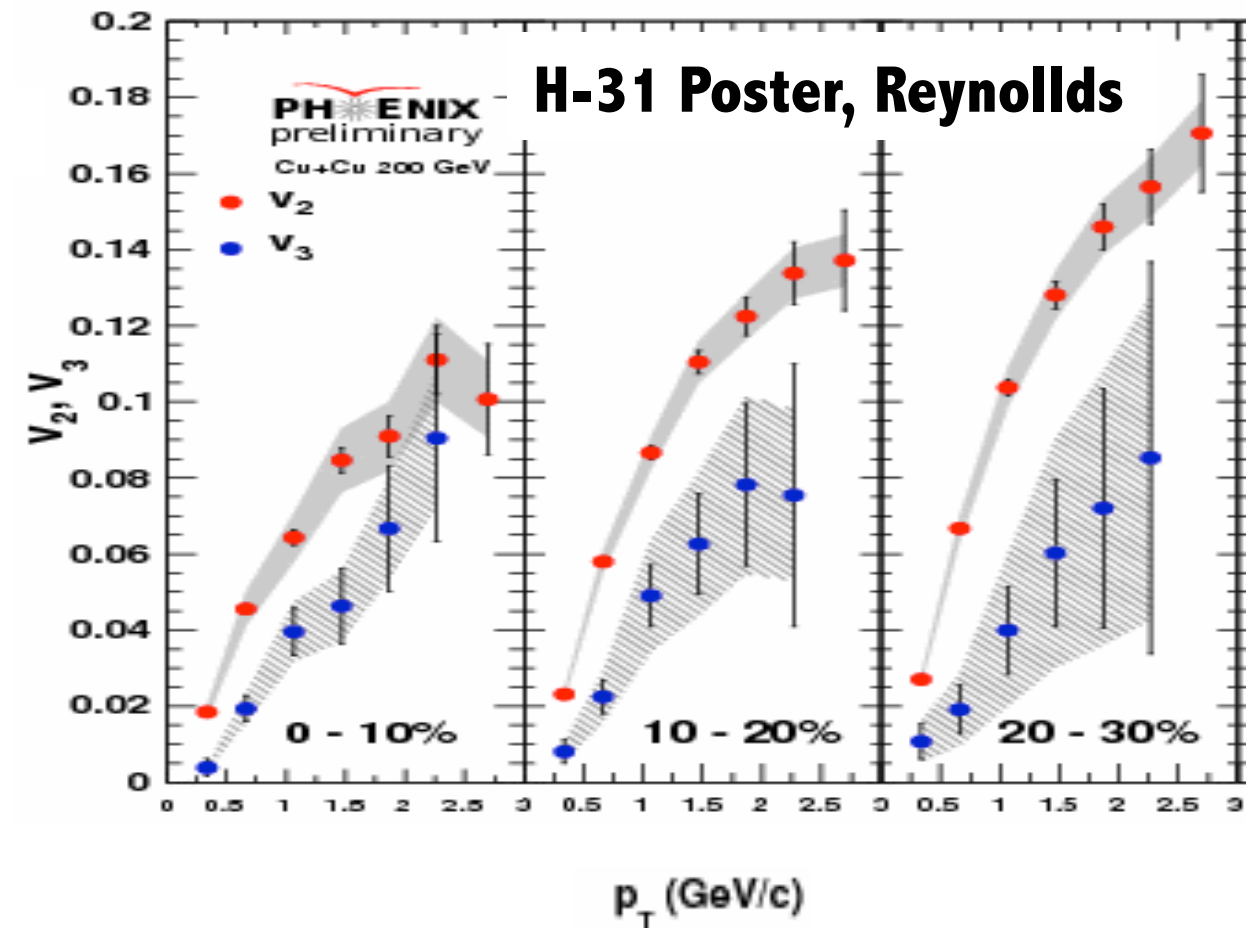 0.2
0.18
0.16
0.14
0.12
0.1
0.08
0.06
0.04
0.02
0
V2, V3
H-31 Poster, Reynollds
PH ENIX
preliminary
Cu+Cu 200 GeV
v2
v3
0 - 10%
10 - 20%
20 - 30%
0 0.5 1 1.5 2 2.5 3 0.5 1 1.5 2 2.5 3 0.5 1 1.5 2 2.5 3
pT (GeV/c)